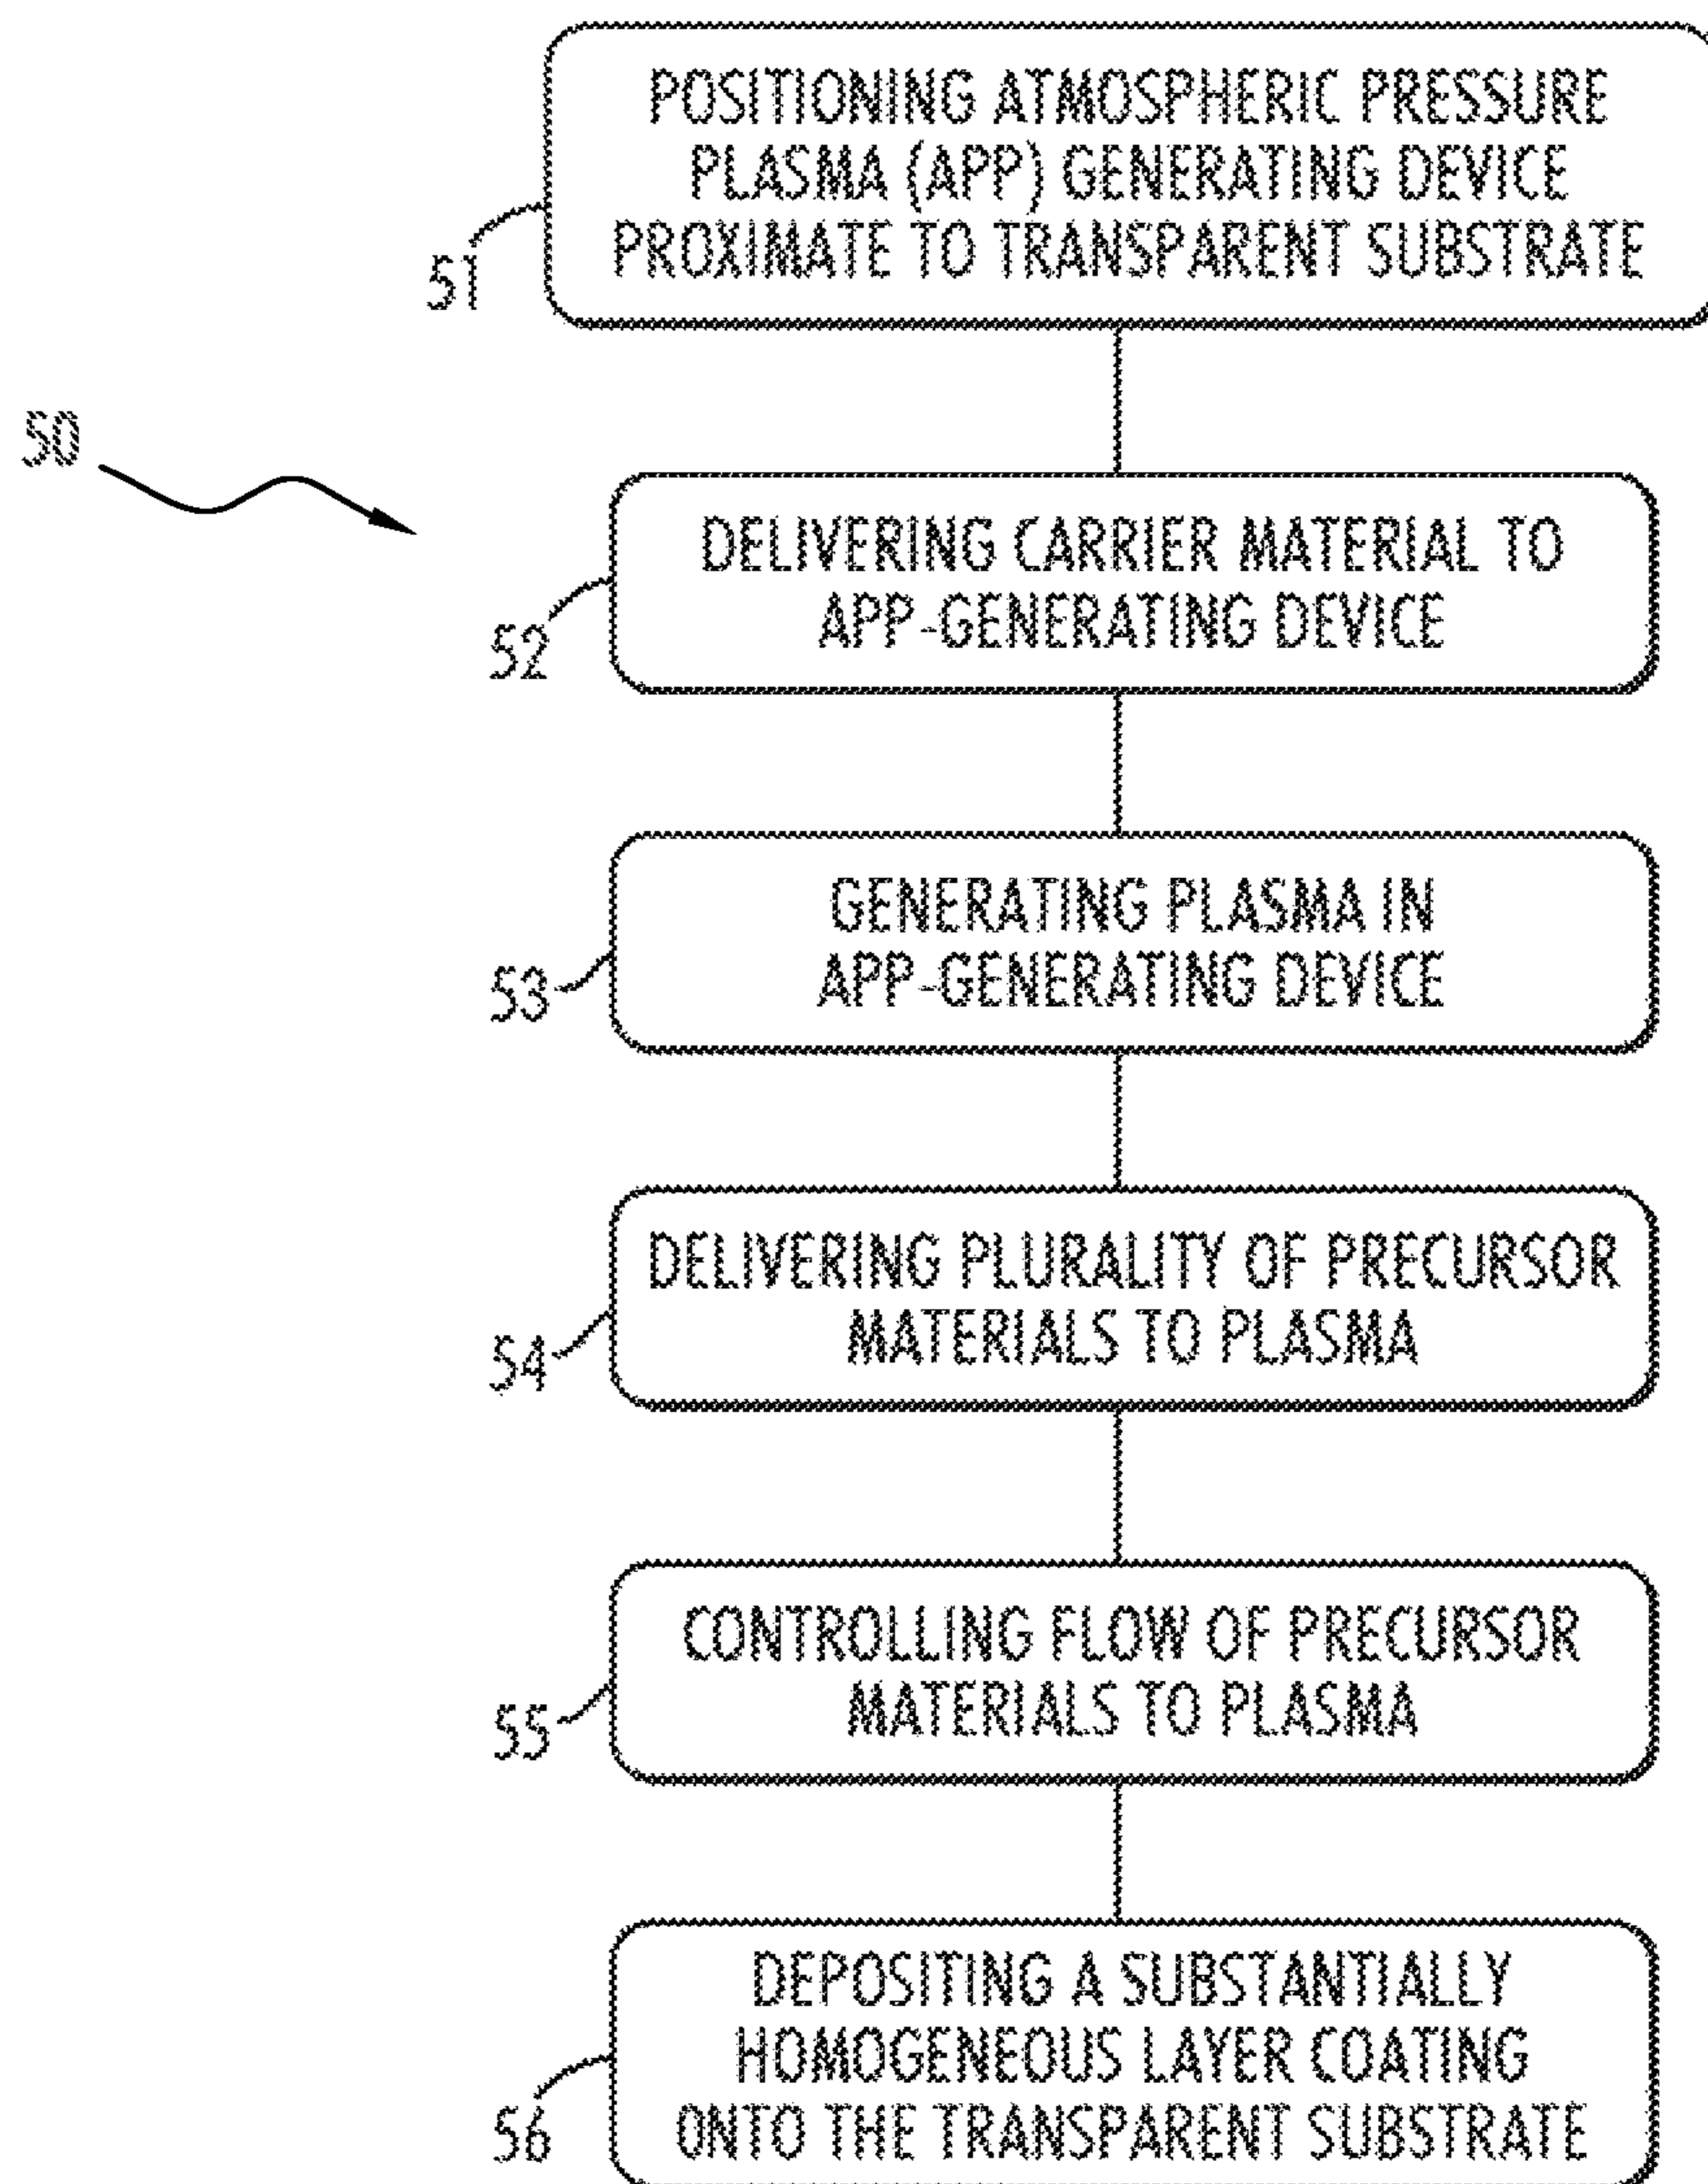 POSITIONING ATMOSPHERIC PRESSURE
PLASMA (APP) GENERATING DEVICE
PROXIMATE TO TRANSPARENT SUBSTRATE
51
50
DELIVERING CARRIER MATERIAL TO
APP-GENERATING DEVICE
52
GENERATING PLASMA IN
APP-GENERATING DEVICE
53
DELIVERING PLURALITY OF PRECURSOR
MATERIALS TO PLASMA
54
CONTROLLING FLOW OF PRECURSOR
MATERIALS TO PLASMA
55
DEPOSITING A SUBSTANTIALLY
HOMOGENEOUS LAYER COATING
ONTO THE TRANSPARENT SUBSTRATE
56